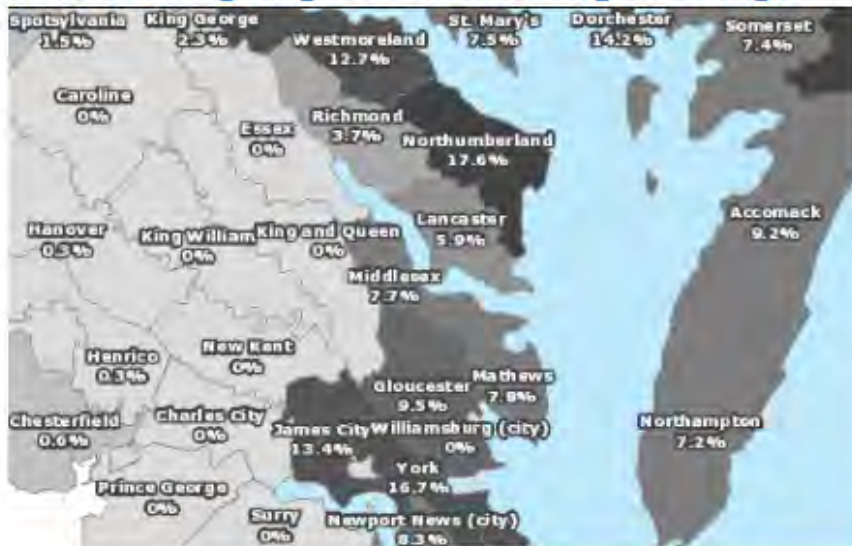 Spotsylvania
1.5%
King George
2.3%
St. Mary's
7.5%
Dorchester
14.2%
Somerset
7.4%
Westmoreland
12.7%
Caroline
0%
Richmond
3.7%
Essex
0%
Northumberland
17.6%
Hanover
0.3%
King William
0%
King and Queen
0%
Lancaster
5.9%
Accomack
9.2%
Middlesex
7.7%
Henrico
0.3%
New Kent
0%
Gloucester
9.5%
Mathews
7.8%
Chesterfield
0.6%
Charles City
0%
James City
13.4%
Williamsburg (city)
0%
Northampton
7.2%
York
16.7%
Prince George
0%
Surry
0%
Newport News (city)
8.3%